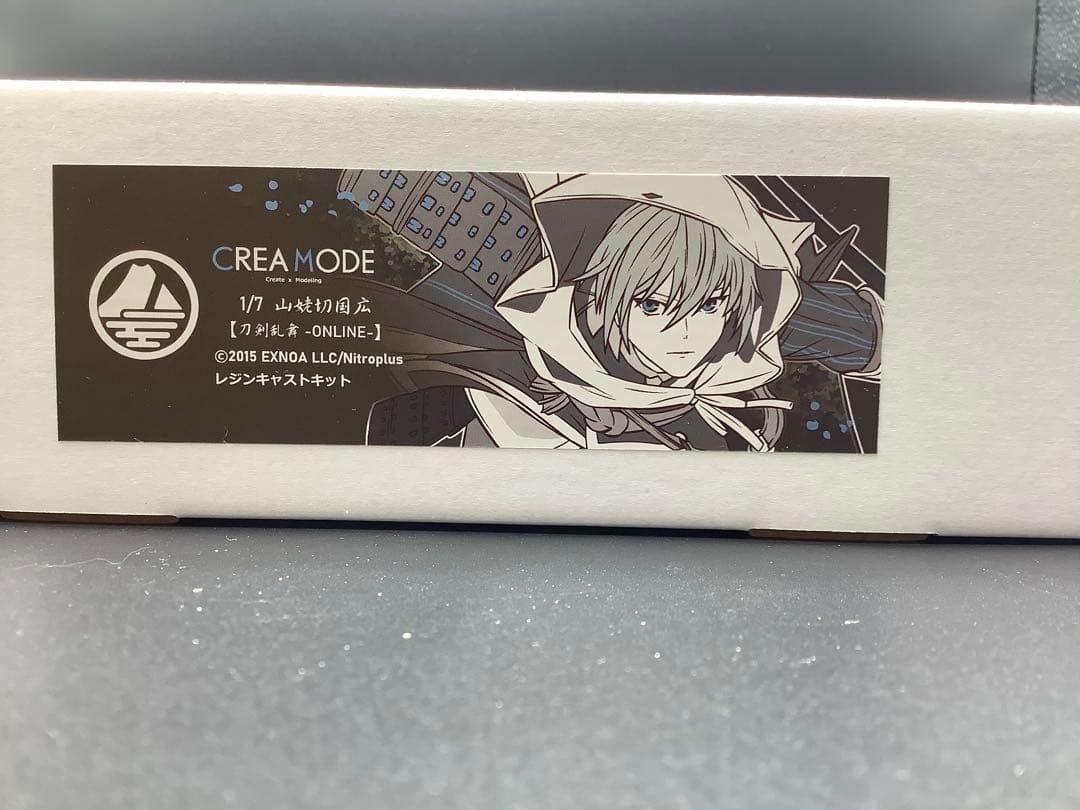 CREA MODE
Create x Modeling
1/7 山姥切国広
【刀剣乱舞 -ONLINE-】
©2015 EXNOA LLC/Nitroplus
レジンキャストキット